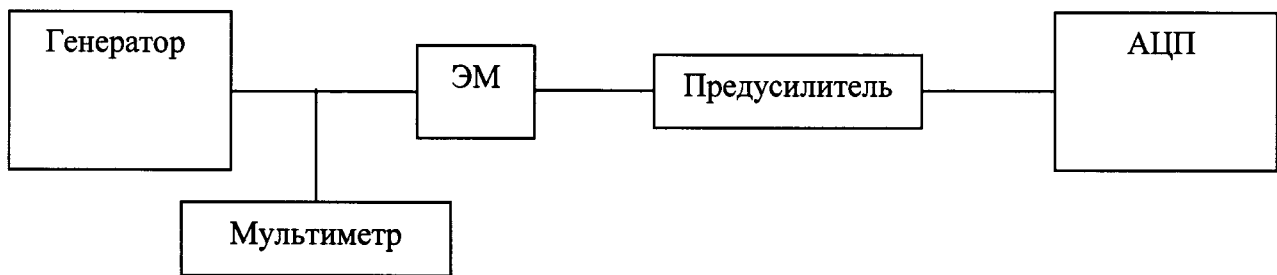 Генератор
ЭМ
Предусилитель
АЦП
Мультиметр